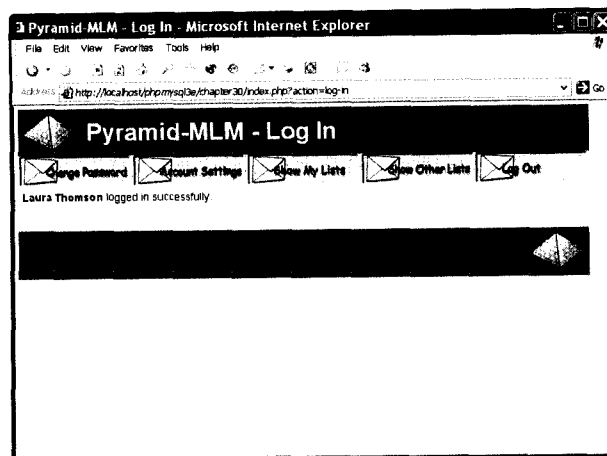 Pyramid-MLM - Log In - Microsoft Internet Explorer
File Edit View Favorites Tools Help
Address http://localhost/phpmysql3e/chapter30/index.php?action=log-in Go
Pyramid-MLM - Log In
Change Password Account Settings Show My Lists Show Other Lists Log Out
Laura Thomson logged in successfully.